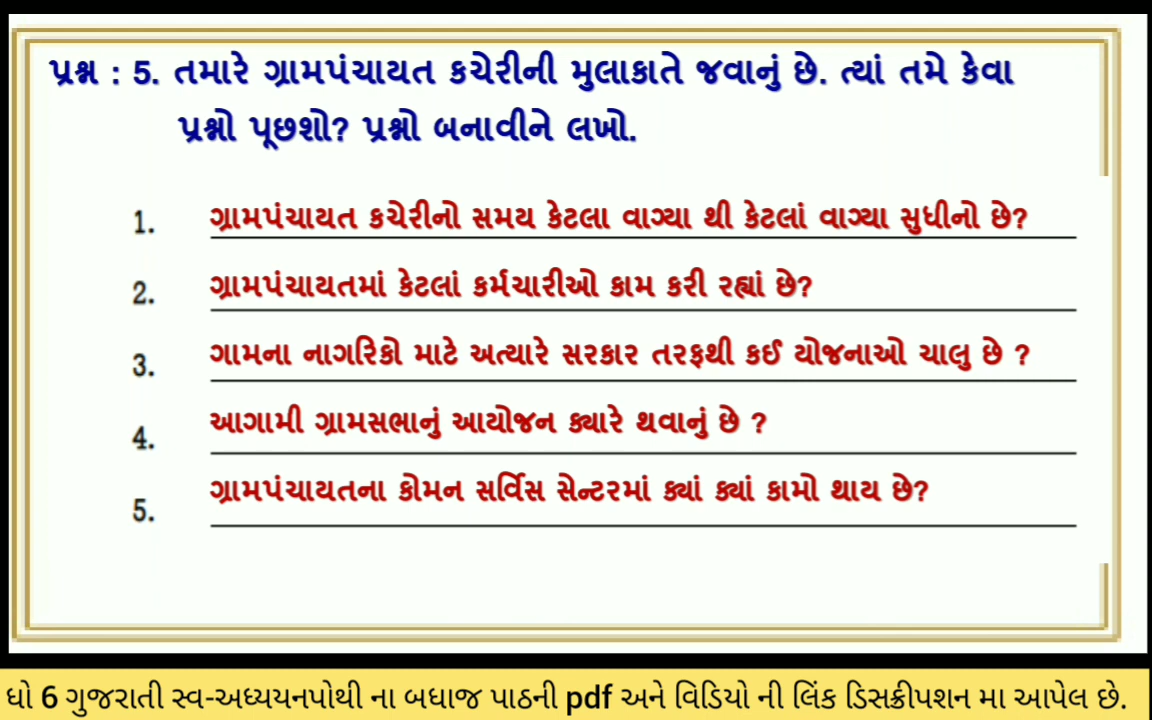 પ્રશ્ન : 5. તમારે ગ્રામપંચાયત કચેરીની મુલાકાતે જવાનું છે. ત્યાં તમે કેવા
પ્રશ્નો પૂછશો? પ્રશ્નો બનાવીને લખો.
1. ગ્રામપંચાયત કચેરીનો સમય કેટલા વાગ્યા થી કેટલાં વાગ્યા સુધીનો છે?
2. ગ્રામપંચાયતમાં કેટલાં કર્મચારીઓ કામ કરી રહ્યાં છે?
3. ગામના નાગરિકો માટે અત્યારે સરકાર તરફથી કઈ યોજનાઓ ચાલુ છે ?
4. આગામી ગ્રામસભાનું આયોજન ક્યારે થવાનું છે ?
5. ગ્રામપંચાયતના કોમન સર્વિસ સેન્ટરમાં ક્યાં ક્યાં કામો થાય છે?
ધો 6 ગુજરાતી સ્વ-અધ્યયનપોથી ના બધાજ પાઠની pdf અને વિડિયો ની લિંક ડિસક્રીપશન મા આપેલ છે.